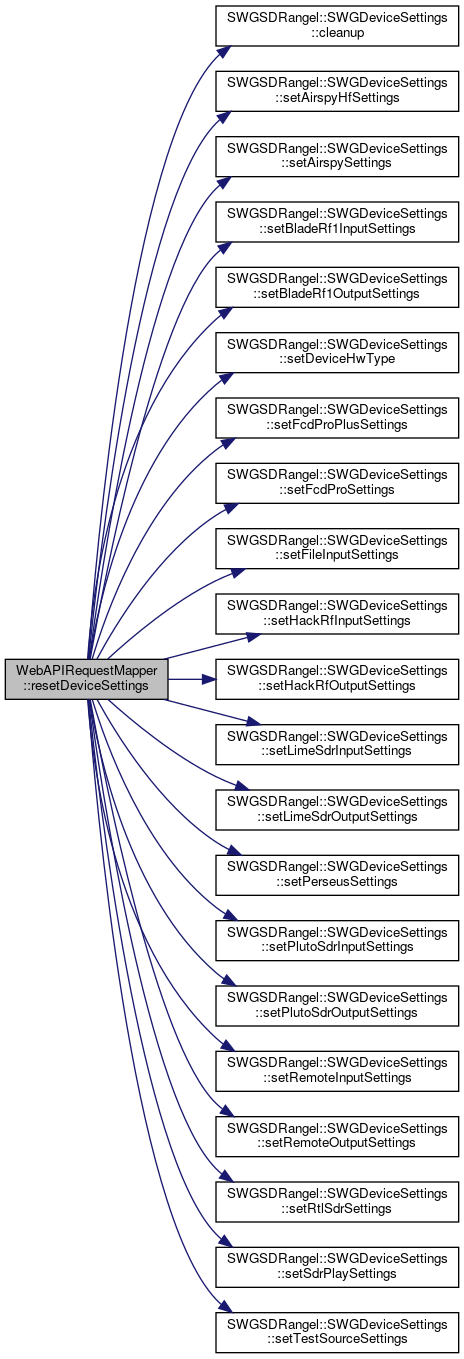 SWGSDRangel::SWGDeviceSettings
::cleanup
SWGSDRangel::SWGDeviceSettings
::setAirspyHfSettings
SWGSDRangel::SWGDeviceSettings
::setAirspySettings
SWGSDRangel::SWGDeviceSettings
::setBladeRf1InputSettings
SWGSDRangel::SWGDeviceSettings
::setBladeRf1OutputSettings
SWGSDRangel::SWGDeviceSettings
::setDeviceHwType
SWGSDRangel::SWGDeviceSettings
::setFcdProPlusSettings
SWGSDRangel::SWGDeviceSettings
::setFcdProSettings
SWGSDRangel::SWGDeviceSettings
::setFileInputSettings
SWGSDRangel::SWGDeviceSettings
::setHackRfInputSettings
WebAPIRequestMapper
::resetDeviceSettings
SWGSDRangel::SWGDeviceSettings
::setHackRfOutputSettings
SWGSDRangel::SWGDeviceSettings
::setLimeSdrInputSettings
SWGSDRangel::SWGDeviceSettings
::setLimeSdrOutputSettings
SWGSDRangel::SWGDeviceSettings
::setPerseusSettings
SWGSDRangel::SWGDeviceSettings
::setPlutoSdrInputSettings
SWGSDRangel::SWGDeviceSettings
::setPlutoSdrOutputSettings
SWGSDRangel::SWGDeviceSettings
::setRemoteInputSettings
SWGSDRangel::SWGDeviceSettings
::setRemoteOutputSettings
SWGSDRangel::SWGDeviceSettings
::setRtlSdrSettings
SWGSDRangel::SWGDeviceSettings
::setSdrPlaySettings
SWGSDRangel::SWGDeviceSettings
::setTestSourceSettings